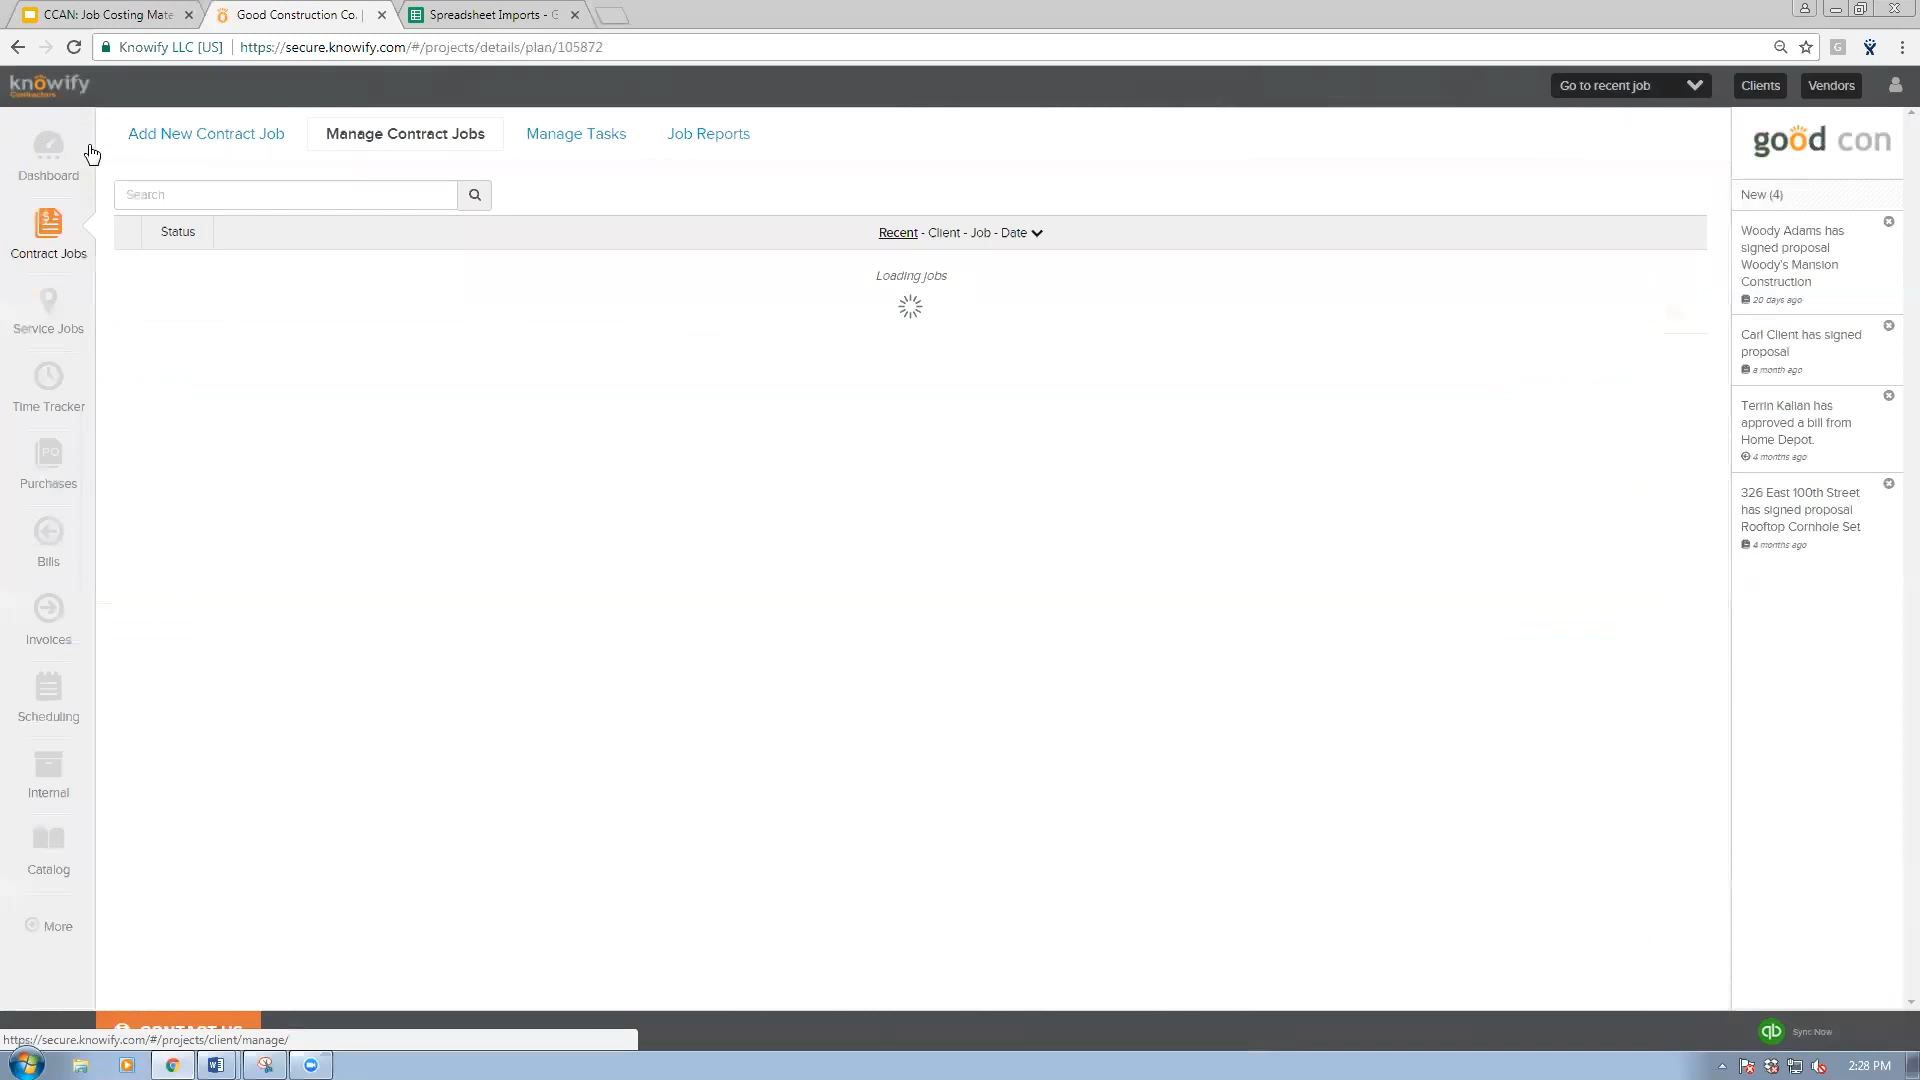 CCAN: Job Costing Mate
Good Construction Co. |
Spreadsheet Imports - G
Knowify LLC [US]
https://secure.knowify.com/#/projects/details/plan/105872
knowify
Contractors
Go to recent job
Clients
Vendors
Dashboard
Contract Jobs
Service Jobs
Time Tracker
PO
Purchases
Bills
Invoices
Scheduling
Internal
Catalog
More
Add New Contract Job
Manage Contract Jobs
Manage Tasks
Job Reports
Search
Status
Recent - Client - Job - Date
Loading jobs
good con
New (4)
Woody Adams has
signed proposal
Woody's Mansion
Construction
20 days ago
Carl Client has signed
proposal
a month ago
Terrin Kalian has
approved a bill from
Home Depot.
4 months ago
326 East 100th Street
has signed proposal
Rooftop Cornhole Set
4 months ago
CONTACT US
https://secure.knowify.com/#/projects/client/manage/
qb
Sync Now
2:28 PM